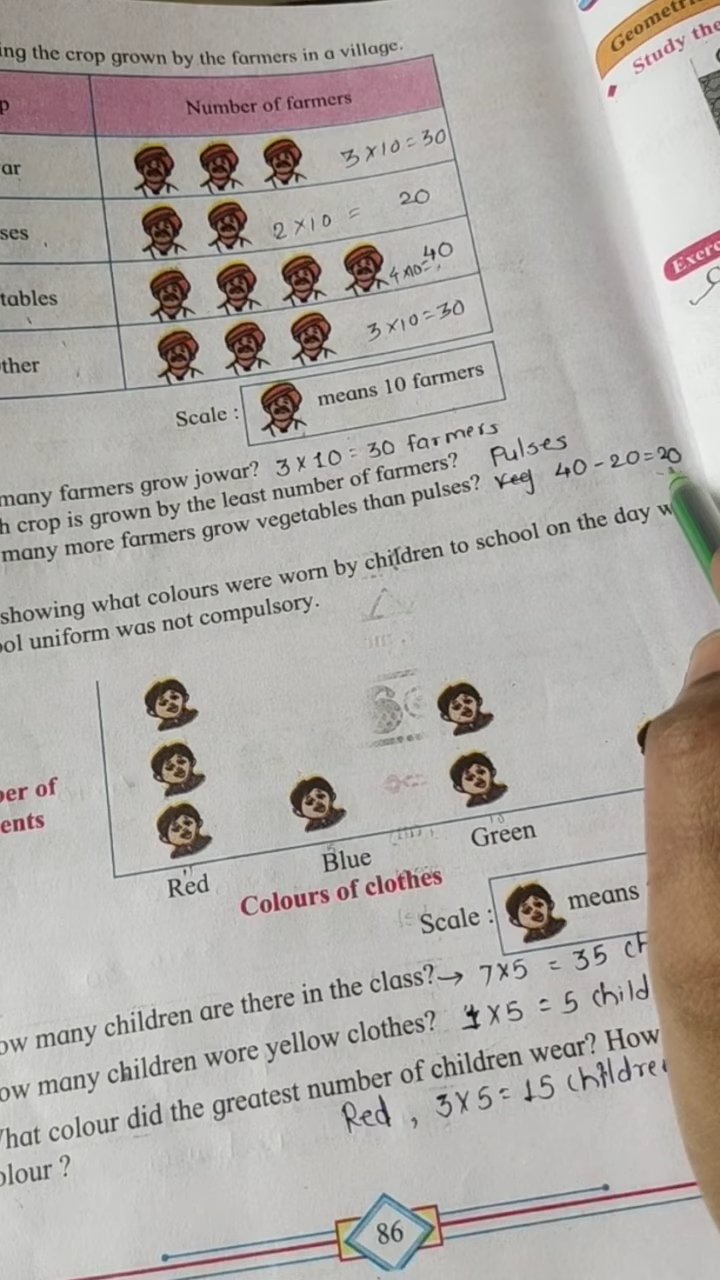 ing the crop grown by the farmers in a village.
p Number of farmers
ar 3×10=30
ses 2×10 = 20
tables 4×10= 40
ther 3×10=30
Scale : means 10 farmers
many farmers grow jowar? 3×10=30 farmers
h crop is grown by the least number of farmers? Pulses
many more farmers grow vegetables than pulses? 40-20=20
showing what colours were worn by children to school on the day w
ool uniform was not compulsory.
ber of
ents
Red Blue Green
Colours of clothes
Scale : means
ow many children are there in the class?→ 7×5 = 35 ch
ow many children wore yellow clothes? 1×5 = 5 child
hat colour did the greatest number of children wear? How
Red , 3×5=15 children
olour ?
86
Geometri
Study the
Exerc